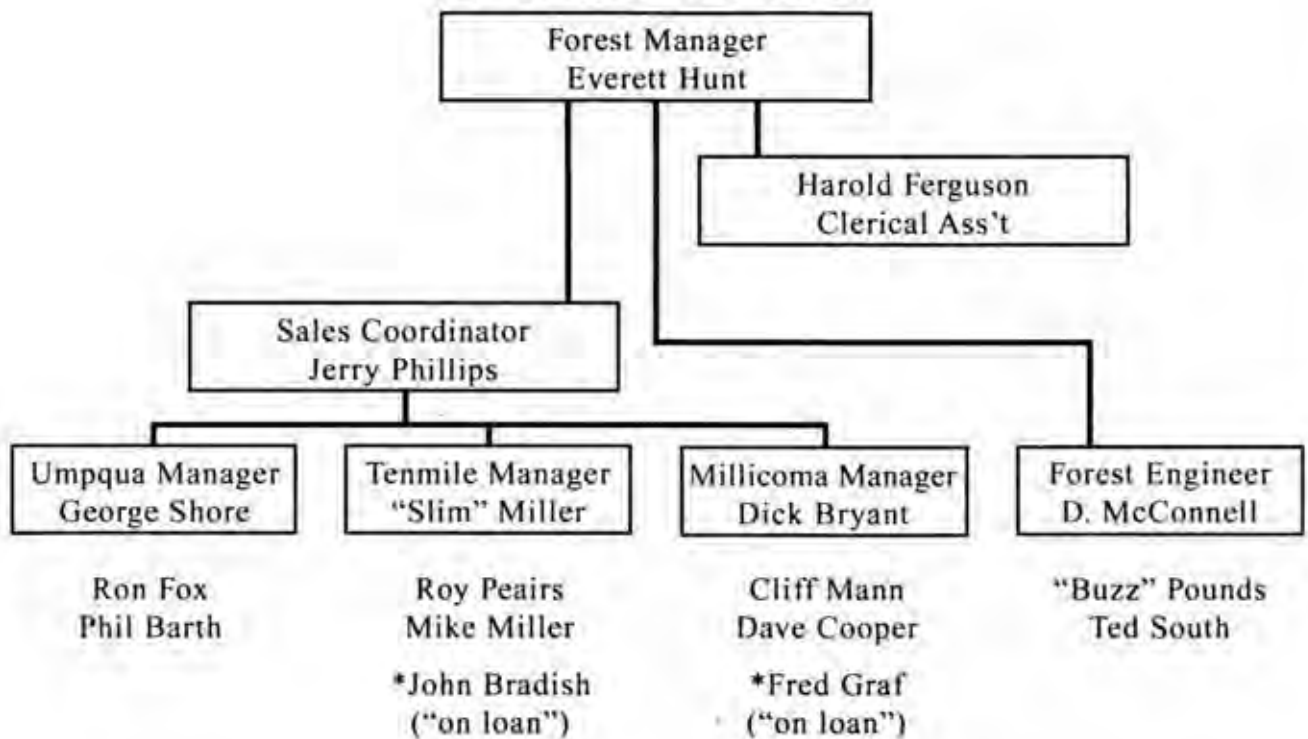 Forest Manager
Everett Hunt
Harold Ferguson
Clerical Ass't
Sales Coordinator
Jerry Phillips
Umpqua Manager
George Shore
Tenmile Manager
“Slim” Miller
Millicoma Manager
Dick Bryant
Forest Engineer
D. McConnell
Ron Fox
Phil Barth
Roy Peairs
Mike Miller
*John Bradish
(“on loan”)
Cliff Mann
Dave Cooper
*Fred Graf
(“on loan”)
“Buzz” Pounds
Ted South